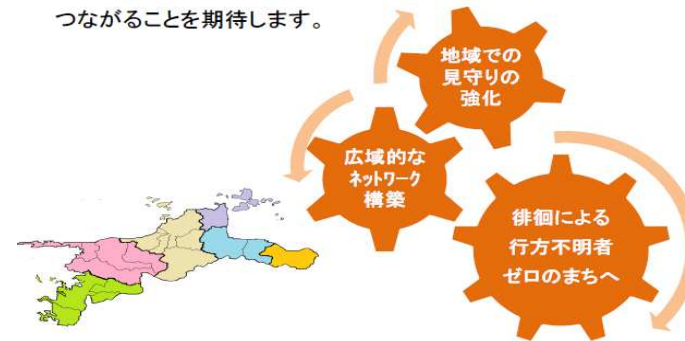 つながることを期待します。
地域での
見守りの
強化
広域的な
ネットワーク
構築
徘徊による
行方不明者
ゼロのまちへ